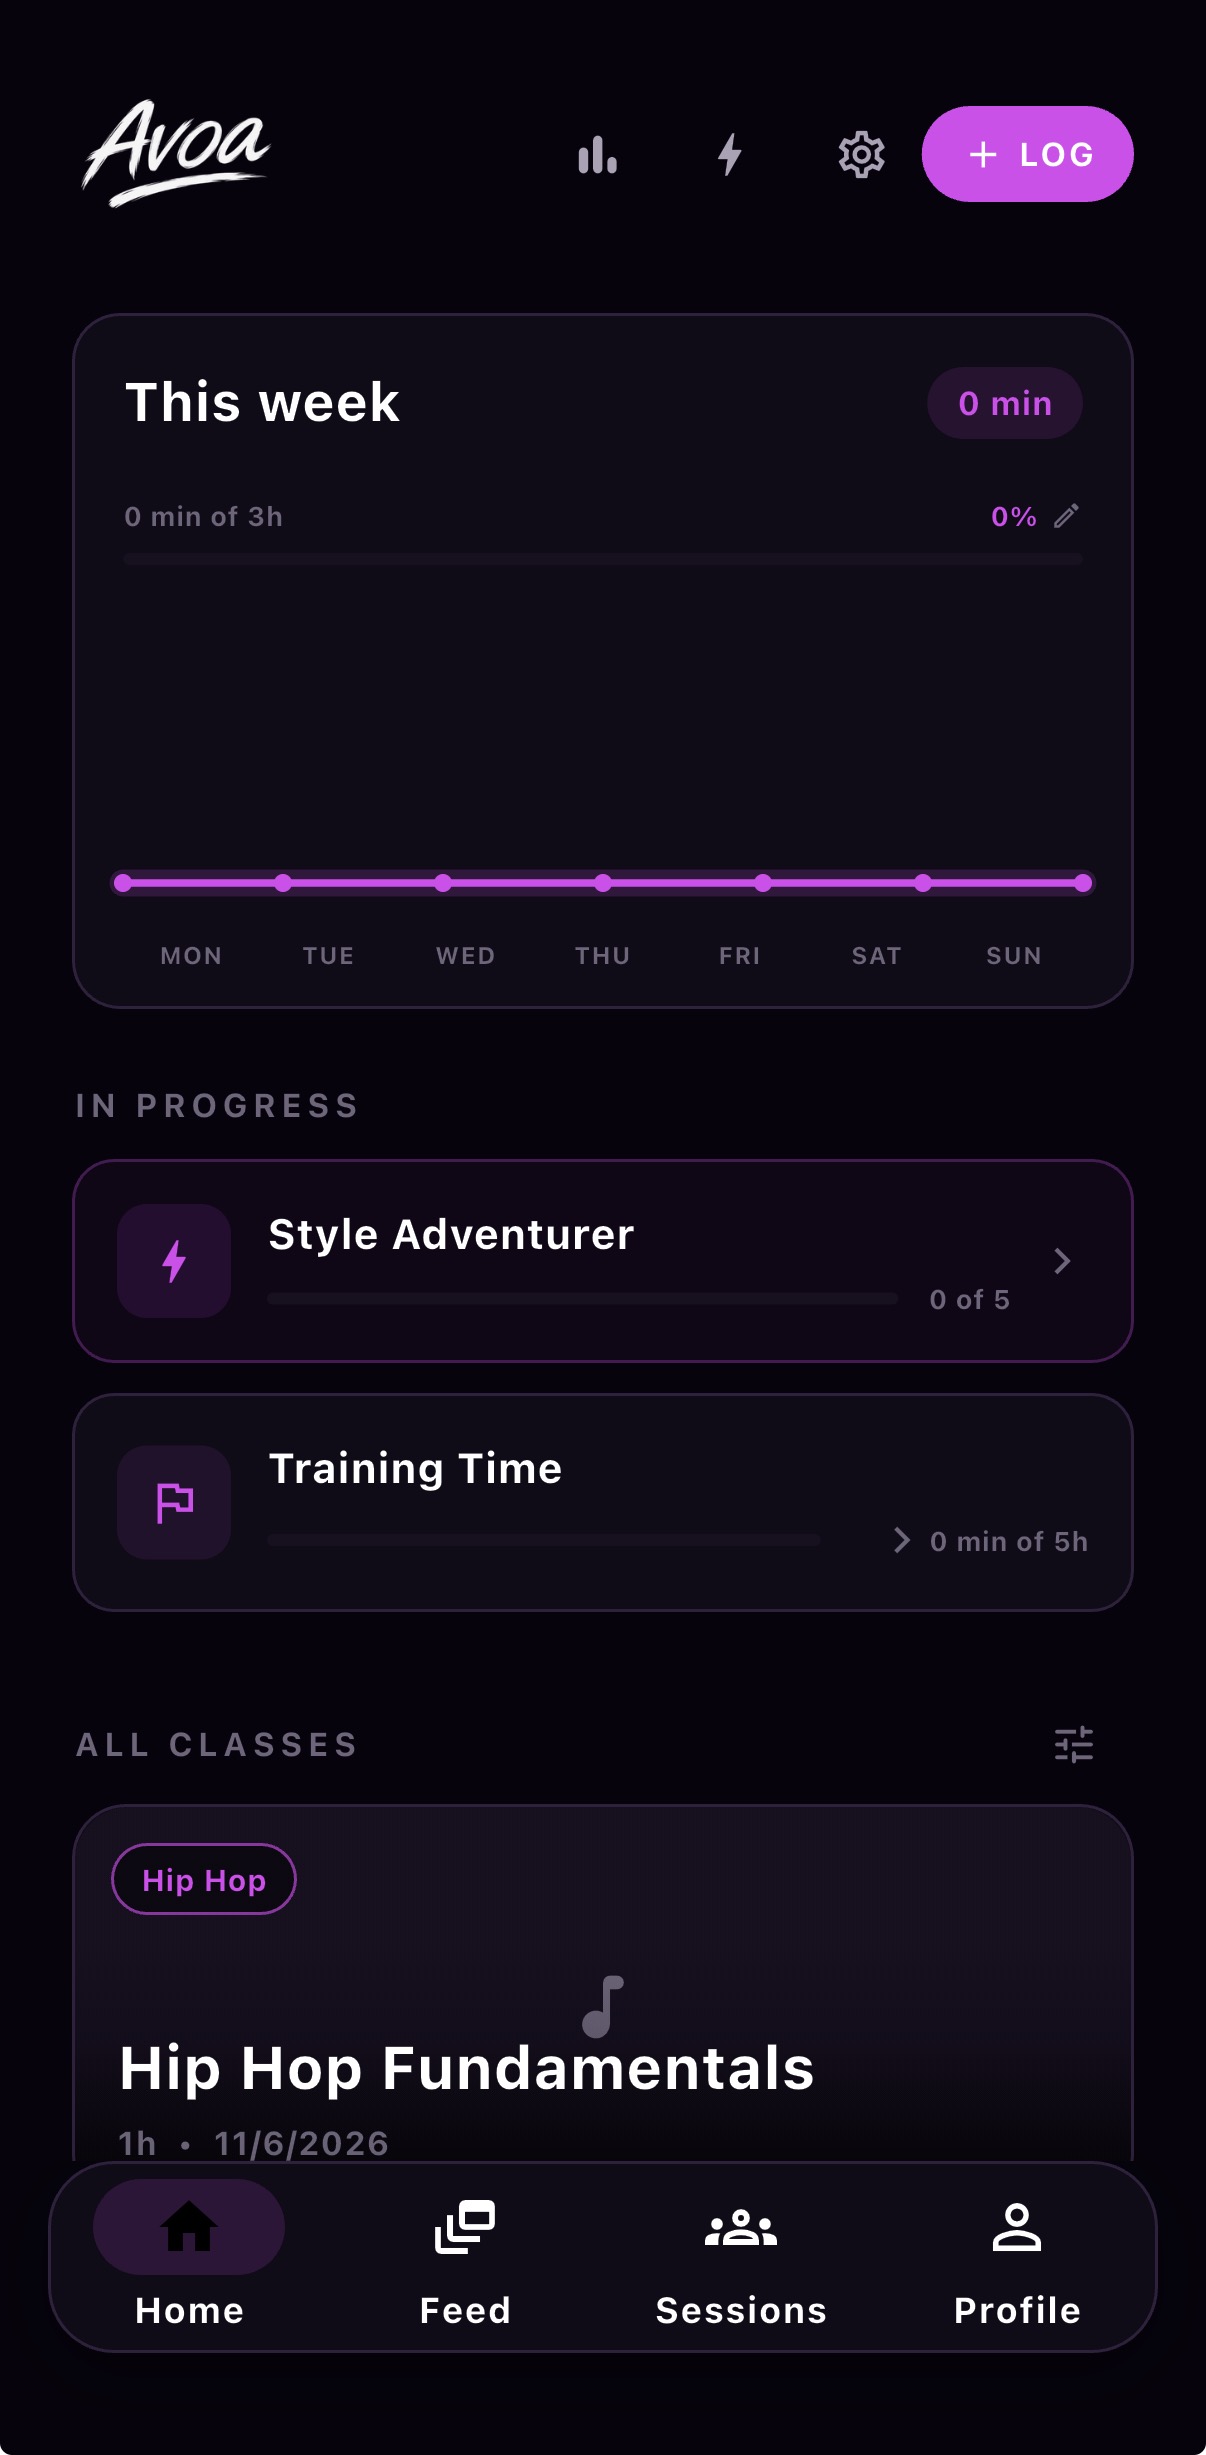 Avoa
+ LOG
This week
0 min
0 min of 3h
0%
MON TUE WED THU FRI SAT SUN
IN PROGRESS
Style Adventurer
0 of 5
Training Time
0 min of 5h
ALL CLASSES
Hip Hop
Hip Hop Fundamentals
1h • 11/6/2026
Home Feed Sessions Profile